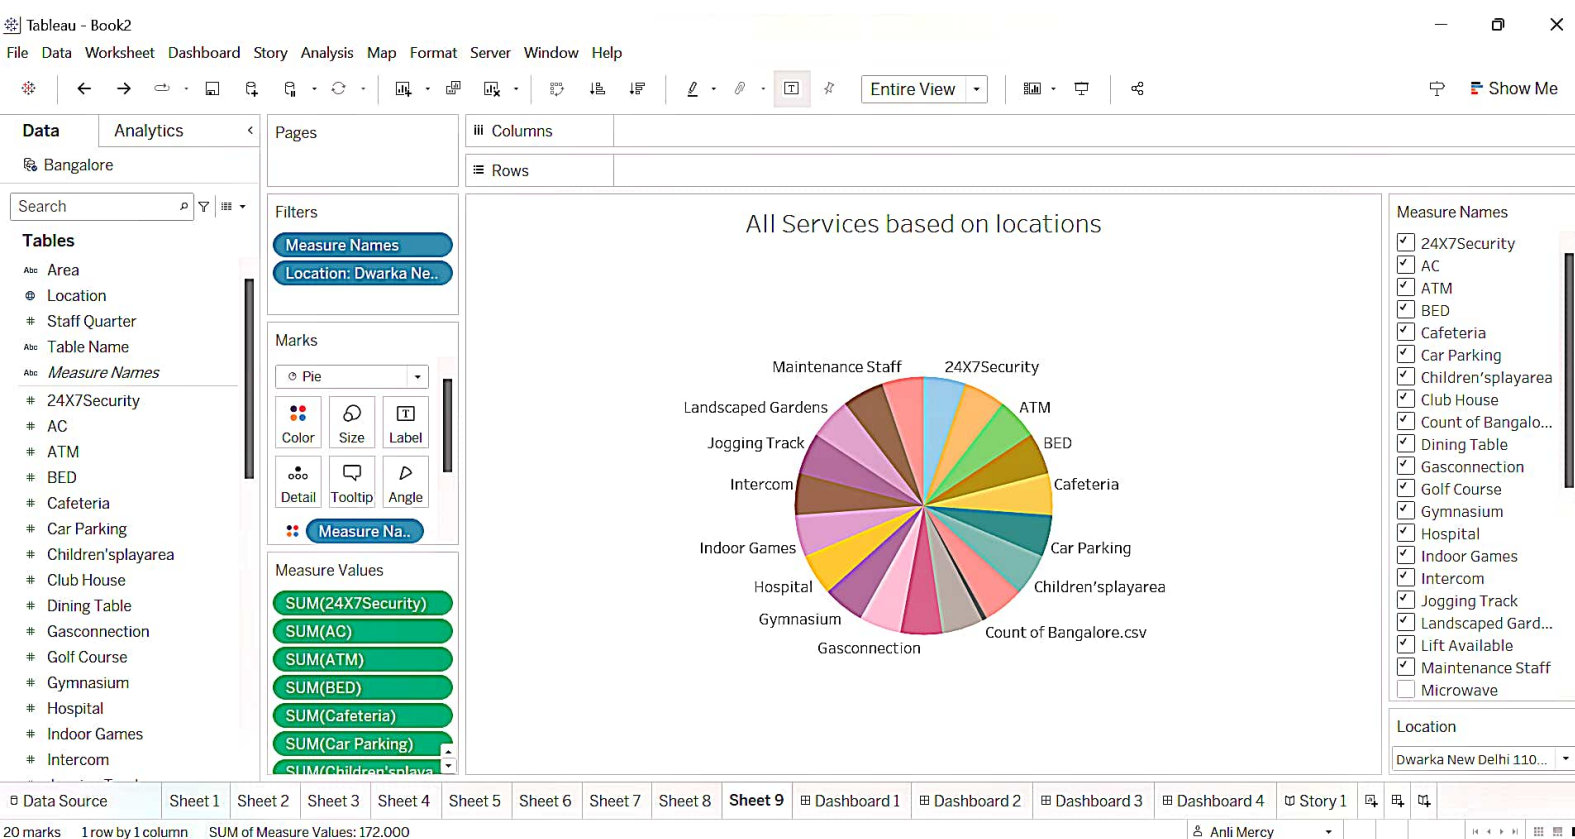 Tableau - Book2
File Data Worksheet Dashboard Story Analysis Map Format Server Window Help
Entire View
Show Me
Data
Analytics
Bangalore
Search
Tables
Abc Area
Location
# Staff Quarter
Abc Table Name
Abc Measure Names
# 24X7Security
# AC
# ATM
# BED
# Cafeteria
# Car Parking
# Children'splayarea
# Club House
# Dining Table
# Gasconnection
# Golf Course
# Gymnasium
# Hospital
# Indoor Games
# Intercom
Pages
Filters
Measure Names
Location: Dwarka Ne..
Marks
Pie
Color
Size
T
Label
Detail
Tooltip
Angle
Measure Na..
Measure Values
SUM(24X7Security)
SUM(AC)
SUM(ATM)
SUM(BED)
SUM(Cafeteria)
SUM(Car Parking)
SUM(Children'splaya..
iii Columns
Rows
All Services based on locations
Maintenance Staff
24X7Security
Landscaped Gardens
ATM
Jogging Track
BED
Intercom
Cafeteria
Indoor Games
Car Parking
Hospital
Children'splayarea
Gymnasium
Count of Bangalore.csv
Gasconnection
Measure Names
24X7Security
AC
ATM
BED
Cafeteria
Car Parking
Children'splayarea
Club House
Count of Bangalo...
Dining Table
Gasconnection
Golf Course
Gymnasium
Hospital
Indoor Games
Intercom
Jogging Track
Landscaped Gard...
Lift Available
Maintenance Staff
Microwave
Location
Dwarka New Delhi 110...
Data Source
Sheet 1
Sheet 2
Sheet 3
Sheet 4
Sheet 5
Sheet 6
Sheet 7
Sheet 8
Sheet 9
Dashboard 1
Dashboard 2
Dashboard 3
Dashboard 4
Story 1
20 marks 1 row by 1 column SUM of Measure Values: 172.000
Anli Mercy